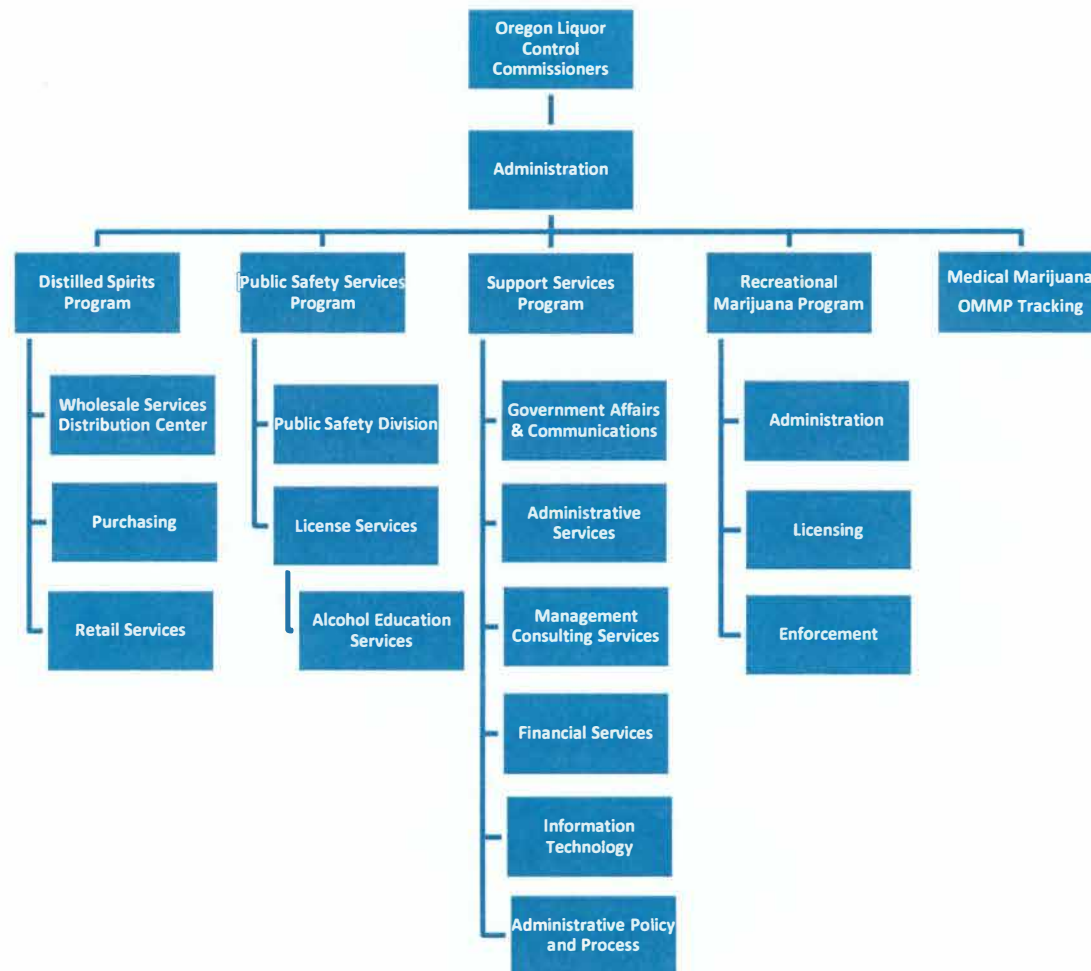 Oregon Liquor
Control
Commissioners
Administration
Distilled Spirits
Program
Public Safety Services
Program
Support Services
Program
Recreational
Marijuana Program
Medical Marijuana
OMMP Tracking
Wholesale Services
Distribution Center
Purchasing
Retail Services
Public Safety Division
License Services
Alcohol Education
Services
Government Affairs
& Communications
Administrative
Services
Management
Consulting Services
Financial Services
Information
Technology
Administrative Policy
and Process
Administration
Licensing
Enforcement